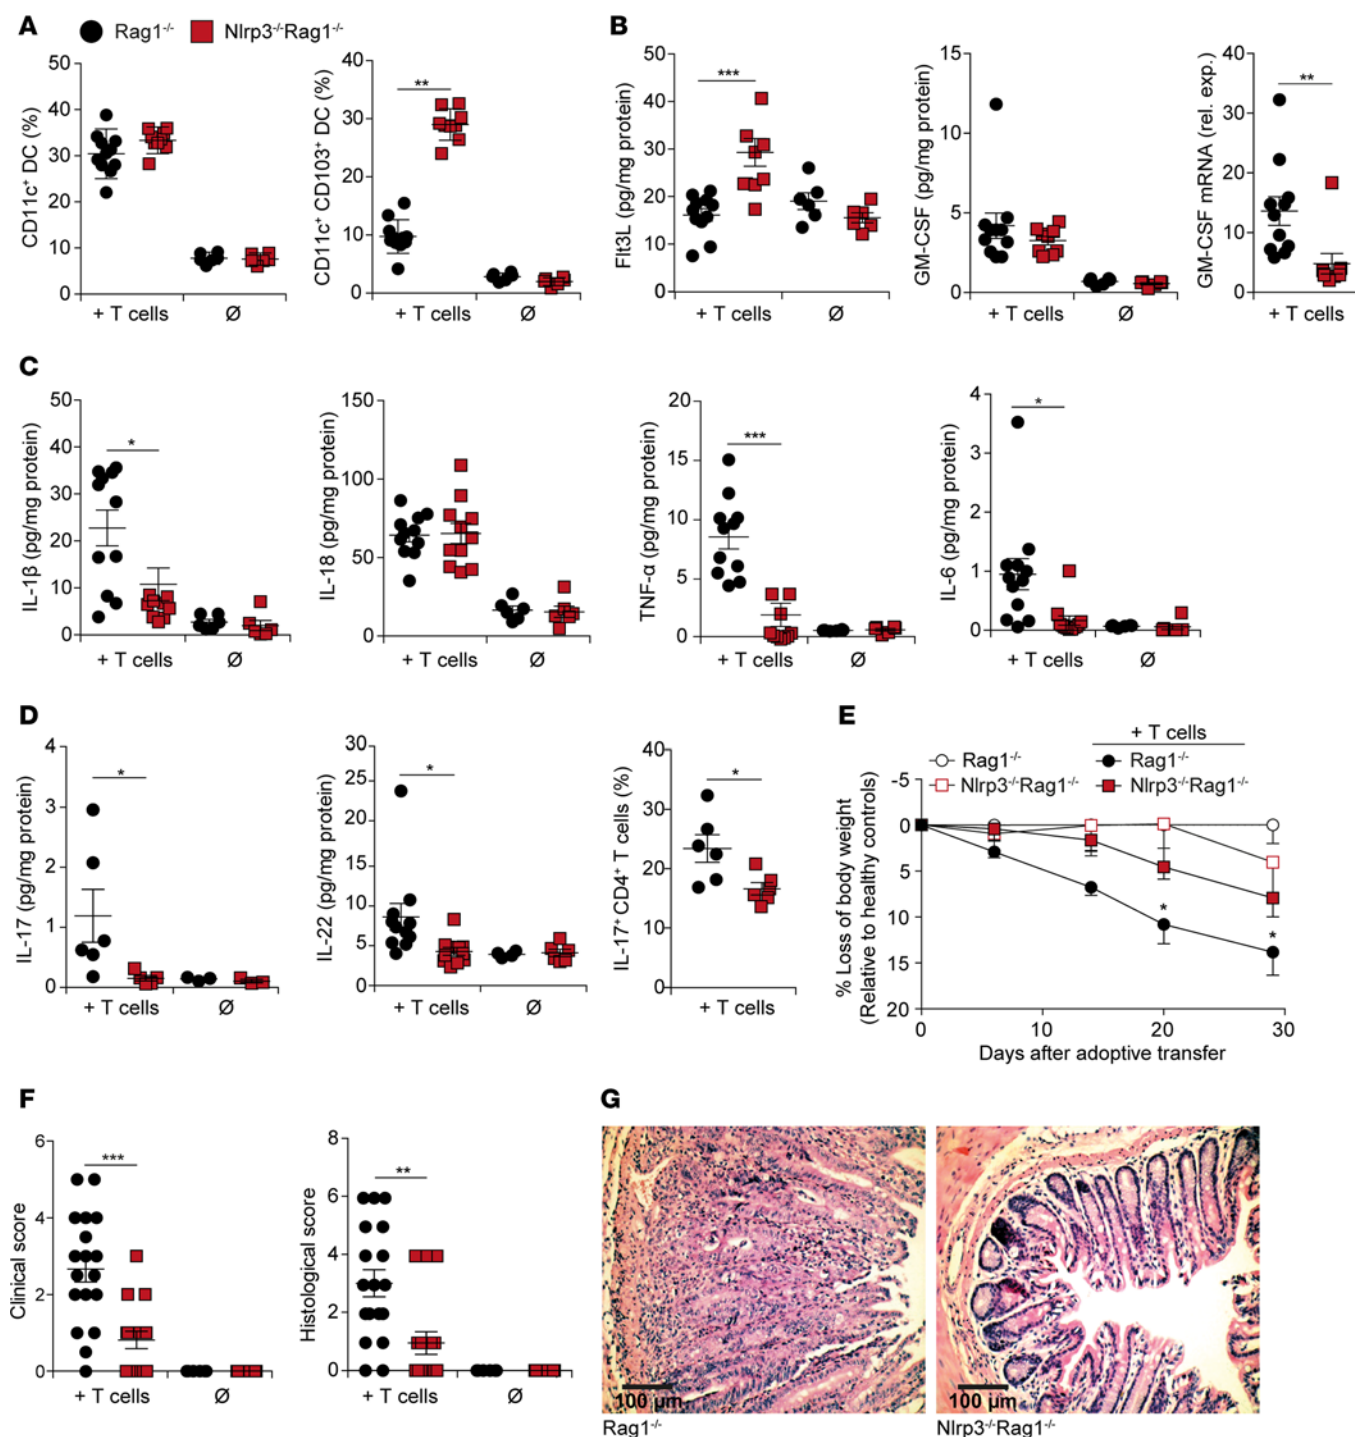 A
Rag1-/- Nlrp3-/-Rag1-/-
CD11c+ DC (%)
50
40
30
20
10
0
+ T cells Ø
CD11c+ CD103+ DC (%)
40
30
20
10
0
**
+ T cells Ø
B
Flt3L (pg/mg protein)
50
40
30
20
10
0
***
+ T cells Ø
GM-CSF (pg/mg protein)
15
10
5
0
+ T cells Ø
GM-CSF mRNA (rel. exp.)
40
30
20
10
0
**
+ T cells
C
IL-1β (pg/mg protein)
50
40
30
20
10
0
*
+ T cells Ø
IL-18 (pg/mg protein)
150
100
50
0
+ T cells Ø
TNF-α (pg/mg protein)
20
15
10
5
0
***
+ T cells Ø
IL-6 (pg/mg protein)
4
3
2
1
0
*
+ T cells Ø
D
IL-17 (pg/mg protein)
4
3
2
1
0
*
+ T cells Ø
IL-22 (pg/mg protein)
30
25
20
15
10
5
0
*
+ T cells Ø
IL-17+ CD4+ T cells (%)
40
30
20
10
0
*
+ T cells
E
+ T cells
Rag1-/- Rag1-/-
Nlrp3-/-Rag1-/- Nlrp3-/-Rag1-/-
% Loss of body weight
(Relative to healthy controls)
-5
0
5
10
15
20
*
*
0 10 20 30
Days after adoptive transfer
F
Clinical score
6
4
2
0
***
+ T cells Ø
Histological score
8
6
4
2
0
**
+ T cells Ø
G
100 µm
Rag1-/-
100 µm
Nlrp3-/-Rag1-/-